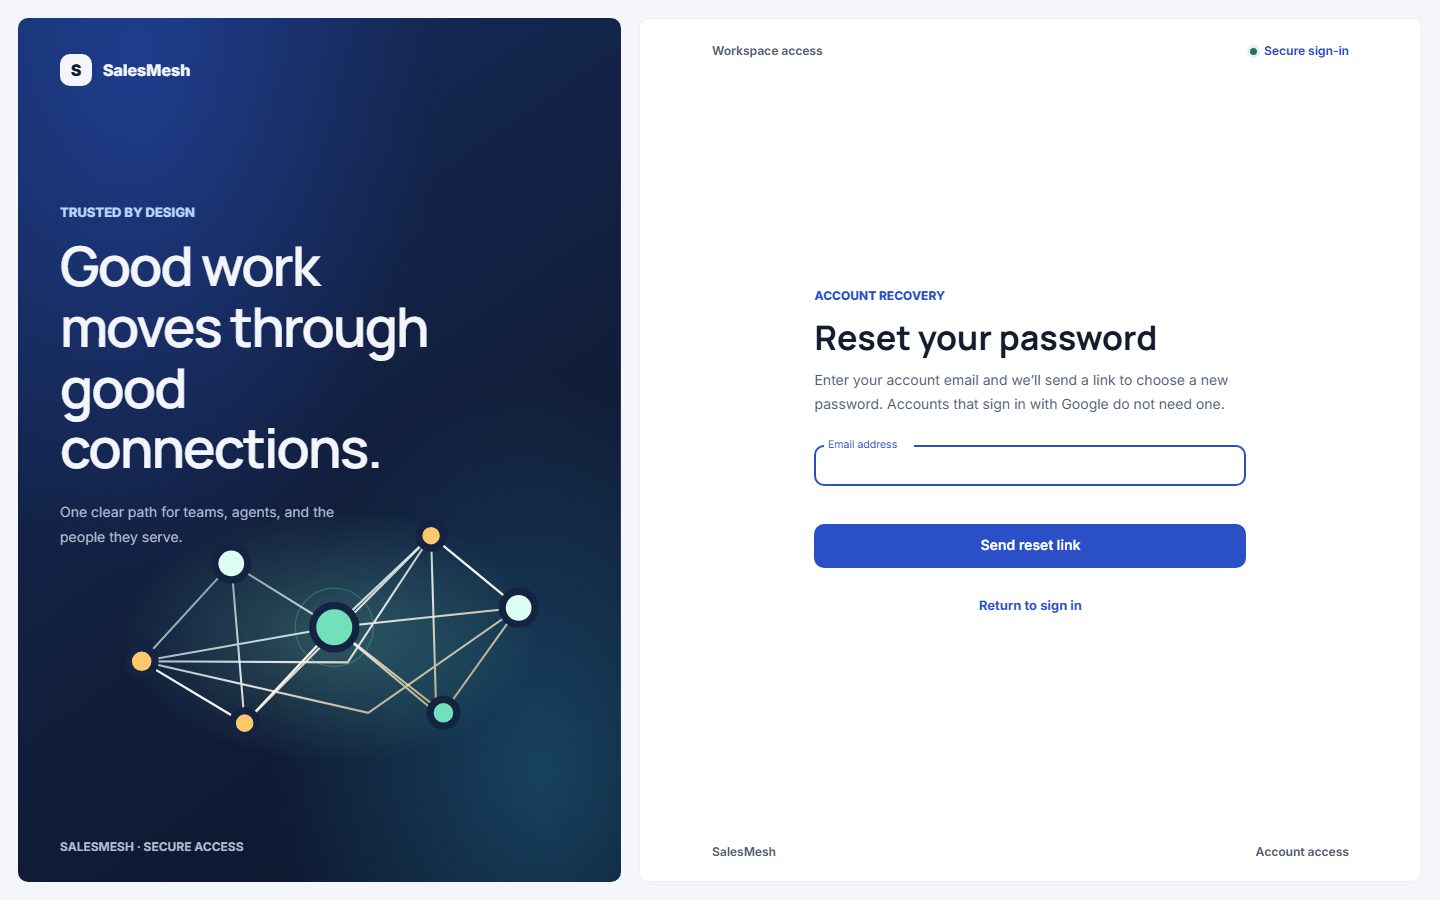 S SalesMesh
TRUSTED BY DESIGN
Good work
moves through
good
connections.
One clear path for teams, agents, and the
people they serve.
SALESMESH · SECURE ACCESS
Workspace access
Secure sign-in
ACCOUNT RECOVERY
Reset your password
Enter your account email and we’ll send a link to choose a new
password. Accounts that sign in with Google do not need one.
Email address
Send reset link
Return to sign in
SalesMesh
Account access